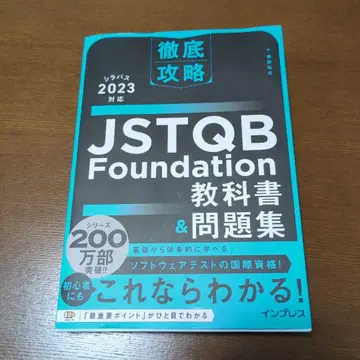 徹底
攻略
シラバス
2023
対応
JSTQB
Foundation
教科書
&問題集
シリーズ
200
万部
突破!!
基礎から体系的に学べる
ソフトウェアテストの国際資格!
初心者
にも
これならわかる!
「最重要ポイント」がひと目でわかる
インプレス